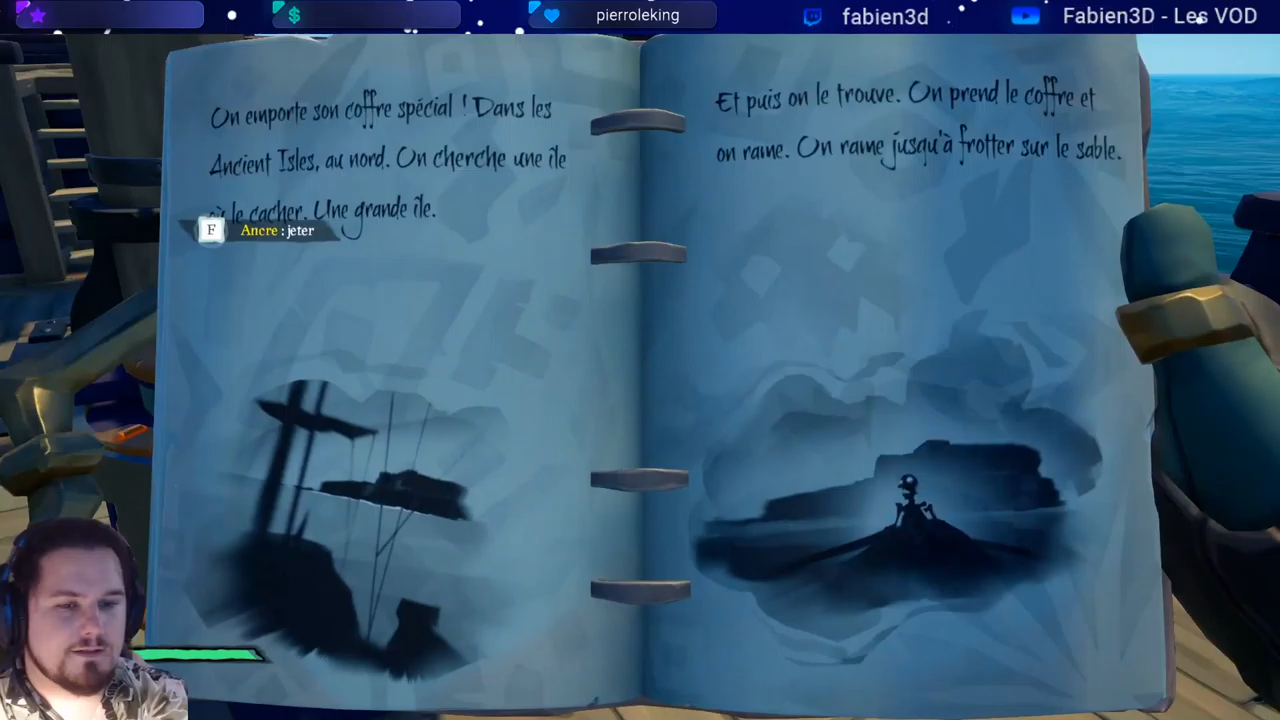 pierroleking
fabien3d
Fabien3D - Les VOD
On emporte son coffre spécial ! Dans les
Ancient Isles, au nord. On cherche une île
où le cacher. Une grande île.
F Ancre : jeter
Et puis on le trouve. On prend le coffre et
on rame. On rame jusqu'à frotter sur le sable.